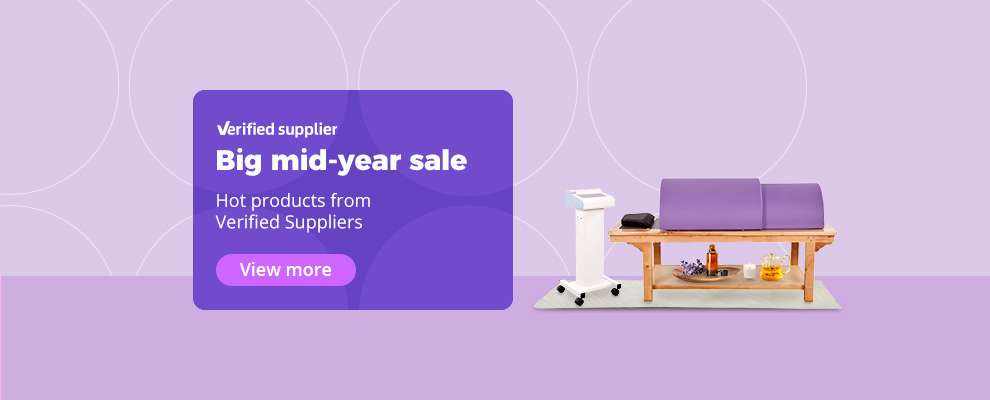 Verified supplier
Big mid-year sale
Hot products from
Verified Suppliers
View more